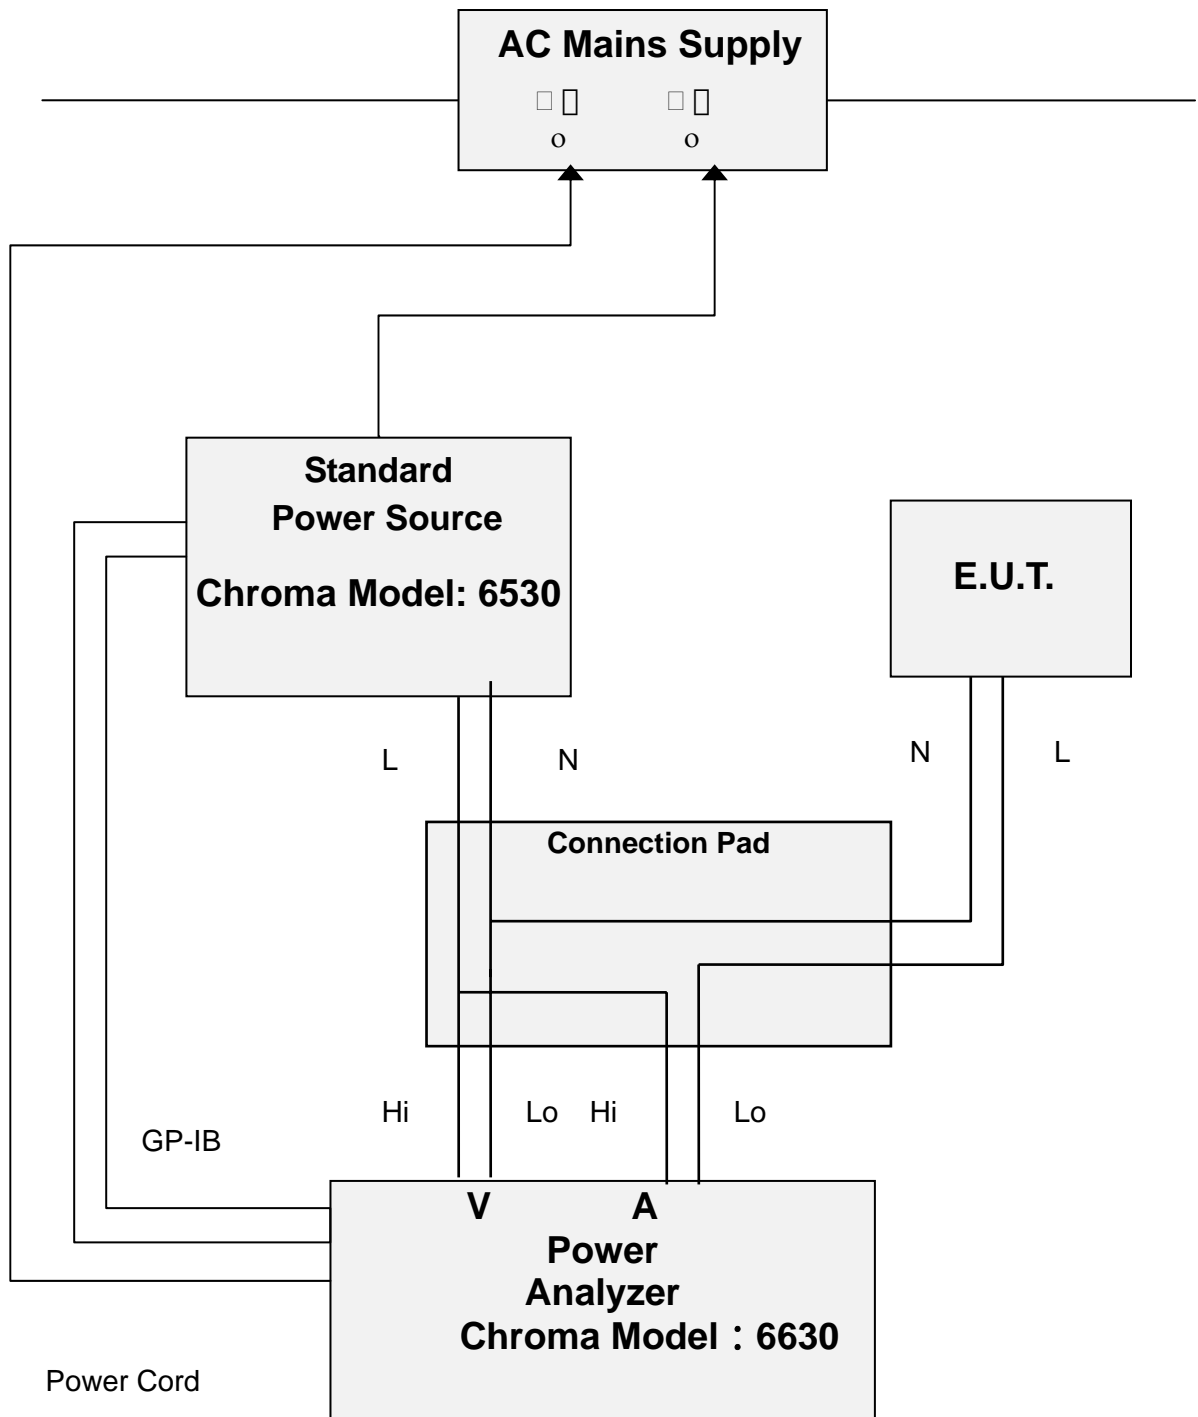 AC Mains Supply
o o
Standard
Power Source
Chroma Model: 6530
E.U.T.
L N
N L
Connection Pad
Hi Lo Hi Lo
GP-IB
V A
Power
Analyzer
Chroma Model：6630
Power Cord